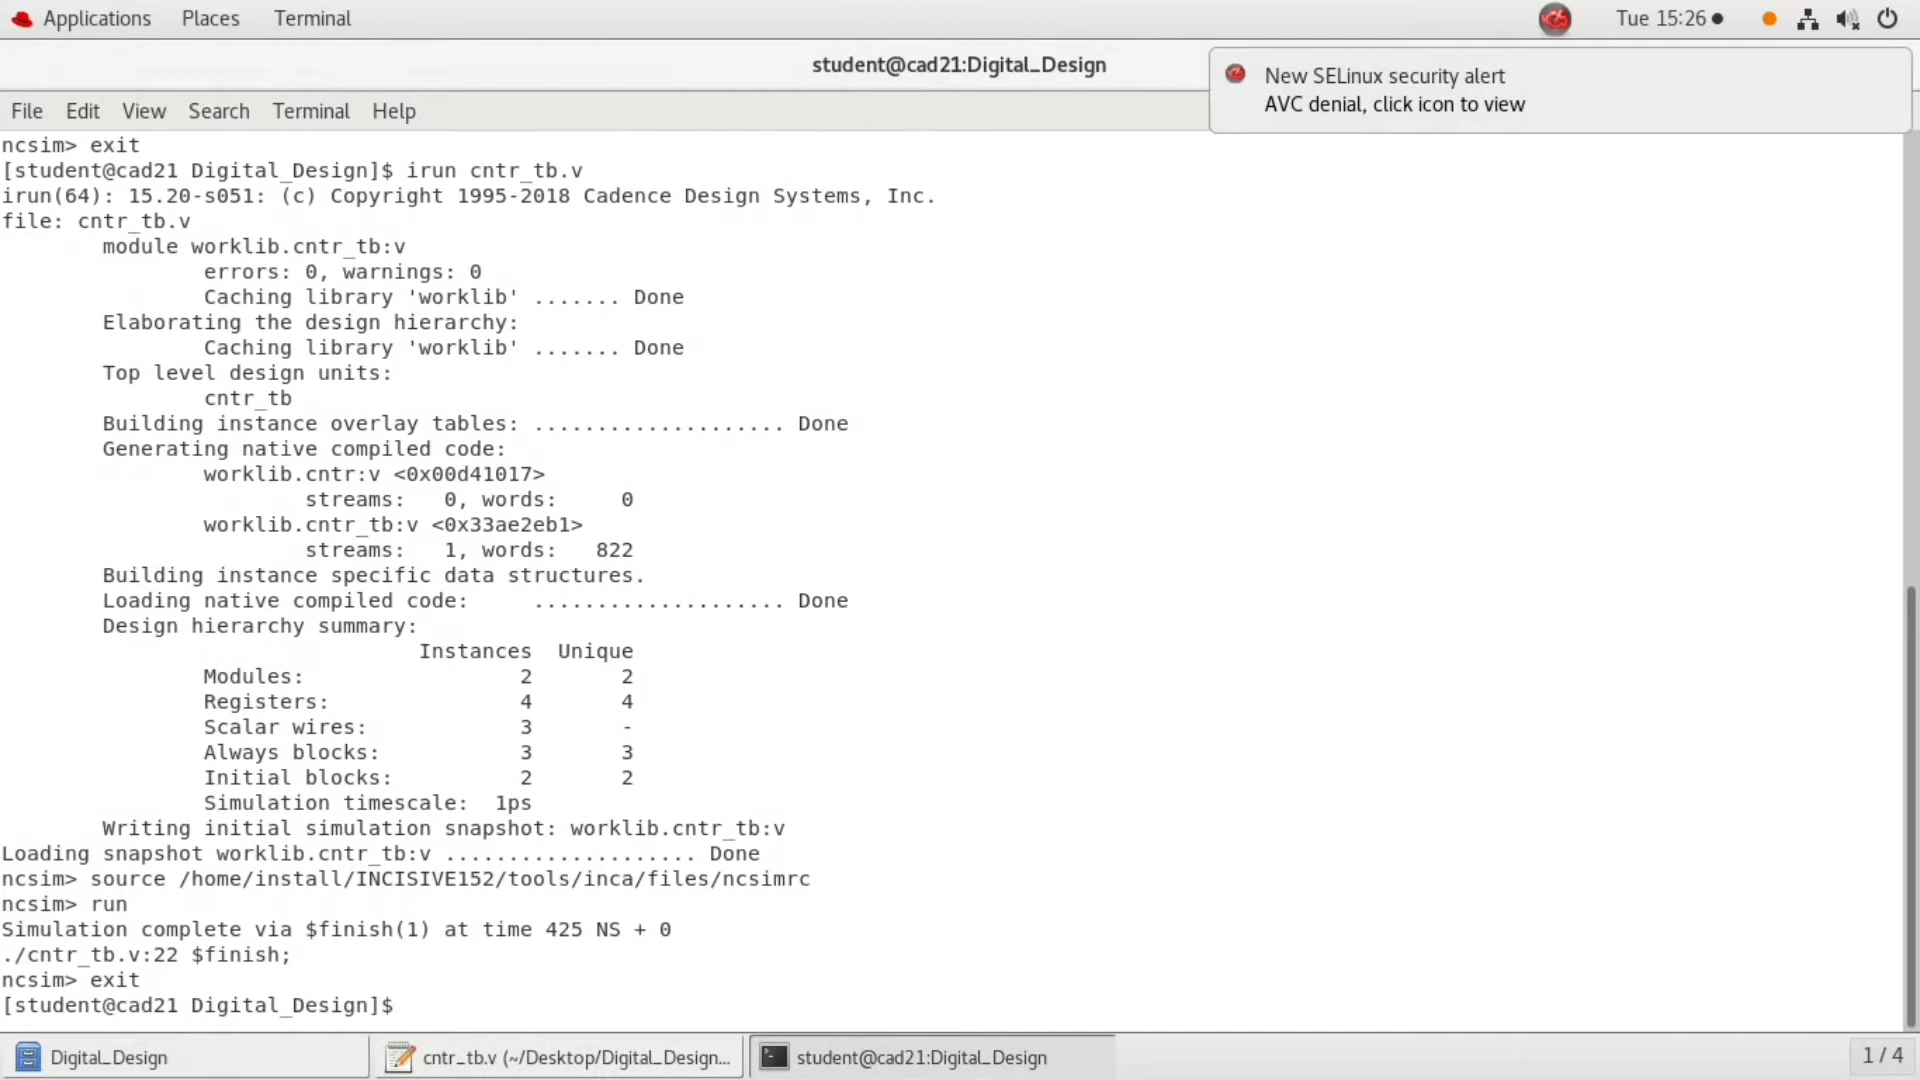 Applications Places Terminal Tue 15:26
student@cad21:Digital_Design
New SELinux security alert
AVC denial, click icon to view
File Edit View Search Terminal Help
ncsim> exit
[student@cad21 Digital_Design]$ irun cntr_tb.v
irun(64): 15.20-s051: (c) Copyright 1995-2018 Cadence Design Systems, Inc.
file: cntr_tb.v
module worklib.cntr_tb:v
errors: 0, warnings: 0
Caching library 'worklib' ....... Done
Elaborating the design hierarchy:
Caching library 'worklib' ....... Done
Top level design units:
cntr_tb
Building instance overlay tables: .................... Done
Generating native compiled code:
worklib.cntr:v <0x00d41017>
streams: 0, words: 0
worklib.cntr_tb:v <0x33ae2eb1>
streams: 1, words: 822
Building instance specific data structures.
Loading native compiled code: .................... Done
Design hierarchy summary:
Instances Unique
Modules: 2 2
Registers: 4 4
Scalar wires: 3 -
Always blocks: 3 3
Initial blocks: 2 2
Simulation timescale: 1ps
Writing initial simulation snapshot: worklib.cntr_tb:v
Loading snapshot worklib.cntr_tb:v .................... Done
ncsim> source /home/install/INCISIVE152/tools/inca/files/ncsimrc
ncsim> run
Simulation complete via $finish(1) at time 425 NS + 0
./cntr_tb.v:22 $finish;
ncsim> exit
[student@cad21 Digital_Design]$
Digital_Design cntr_tb.v (~/Desktop/Digital_Design... student@cad21:Digital_Design 1 / 4